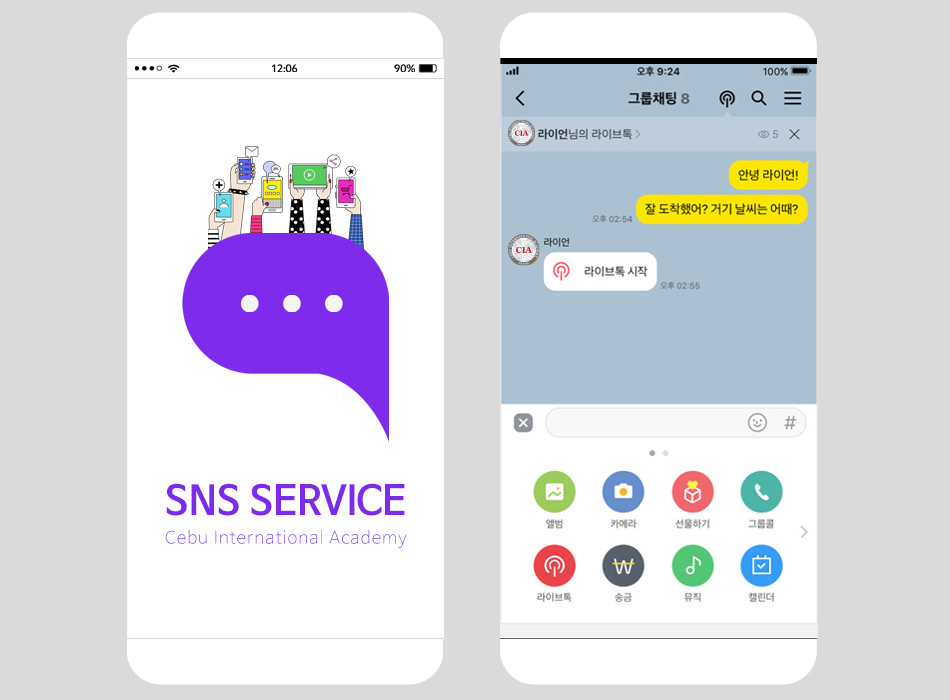 12:06
90%
SNS SERVICE
Cebu International Academy
오후 9:24
100%
그룹채팅 8
CIA 라이언님의 라이브톡 >
5
안녕 라이언!
잘 도착했어? 거기 날씨는 어때?
오후 02:54
라이언
CIA
라이브톡 시작
오후 02:55
#
앨범 카메라 선물하기 그룹콜
라이브톡 송금 뮤직 캘린더